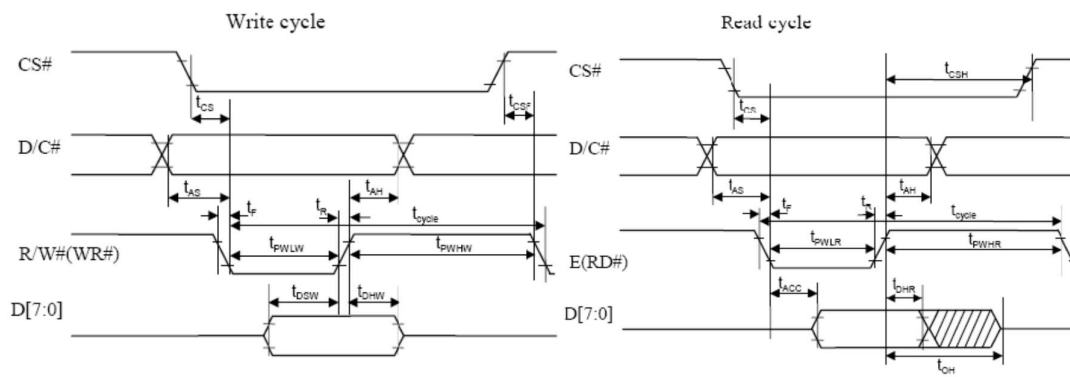 Write cycle
CS#
tCS
tCSF
D/C#
tAS
tAH
tF
tR
tcycle
R/W#(WR#)
tPWLW
tPWHW
tDSW
tDHW
D[7:0]
Read cycle
CS#
tCSH
tCS
D/C#
tAS
tAH
tF
tR
tcycle
E(RD#)
tPWLR
tPWHR
tACC
tDHR
D[7:0]
tOH